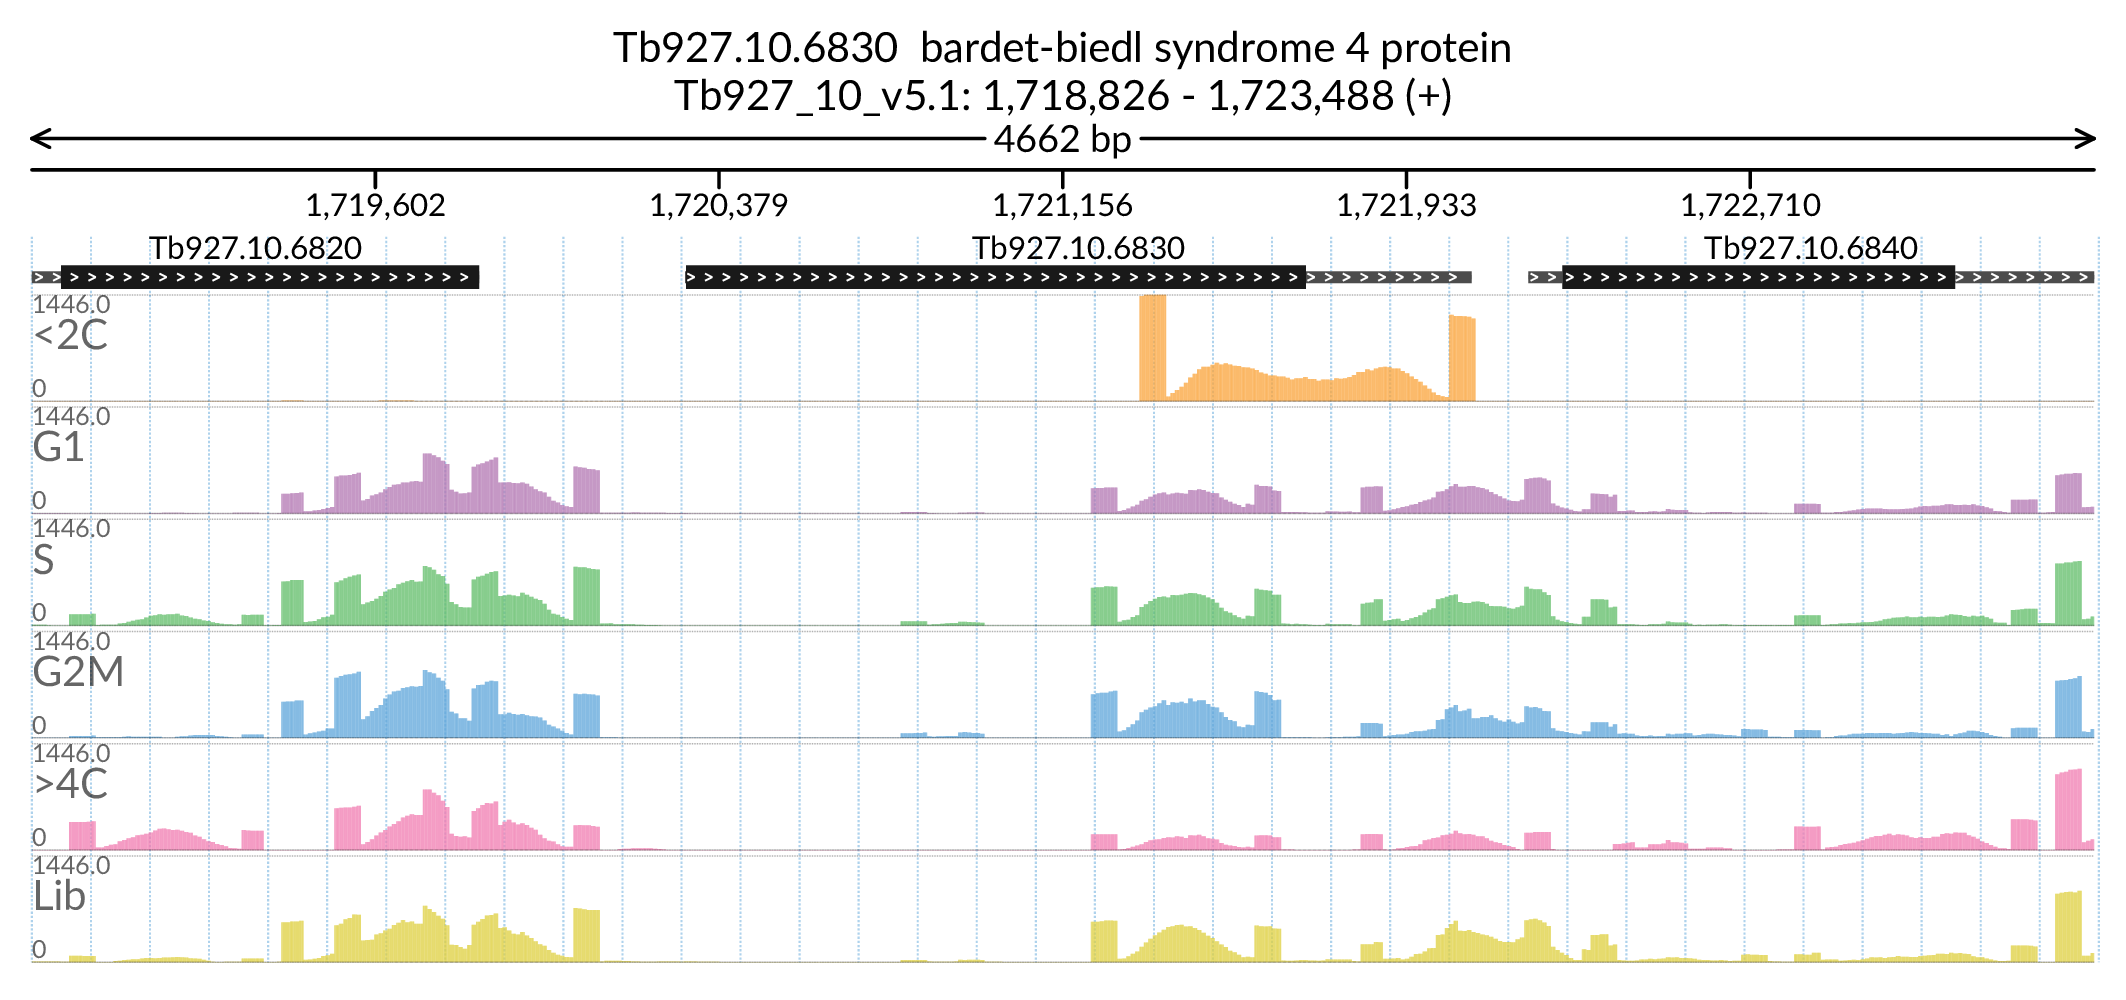 Tb927.10.6830 bardet-biedl syndrome 4 protein
Tb927_10_v5.1: 1,718,826 - 1,723,488 (+)
4662 bp
1,719,602 1,720,379 1,721,156 1,721,933 1,722,710
Tb927.10.6820 Tb927.10.6830 Tb927.10.6840
1446.0
<2C
0
1446.0
G1
0
1446.0
S
0
1446.0
G2M
0
1446.0
>4C
0
1446.0
Lib
0